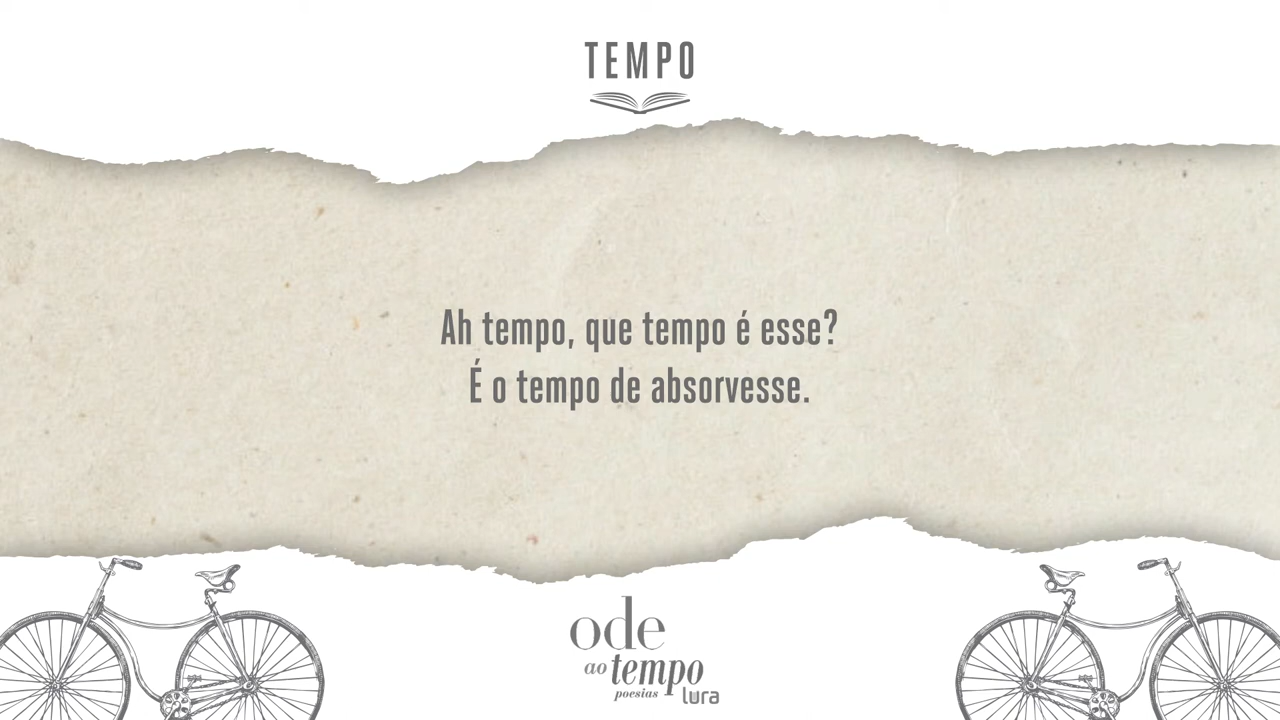 TEMPO
Ah tempo, que tempo é esse?
É o tempo de absorvesse.
ode
ao tempo
poesias lura